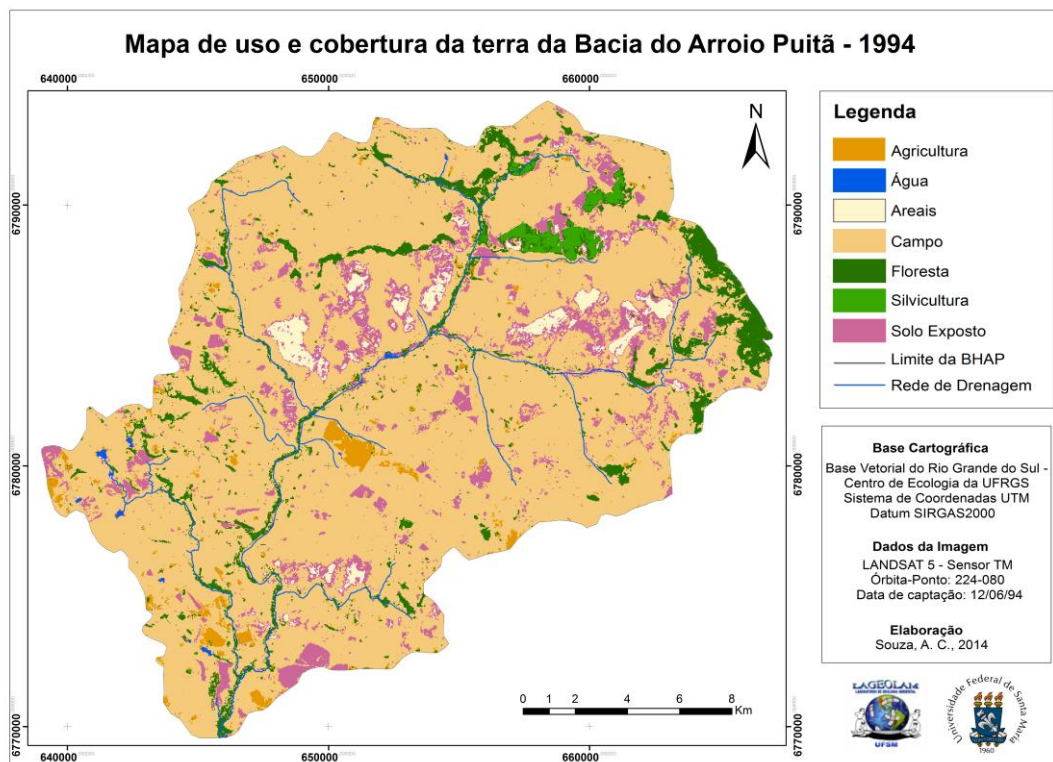 Mapa de uso e cobertura da terra da Bacia do Arroio Puitã - 1994
640000
650000
660000
6790000
6780000
6770000
6790000
6780000
6770000
640000
650000
660000
N
0 1 2 4 6 8
Km
Legenda
Agricultura
Água
Areais
Campo
Floresta
Silvicultura
Solo Exposto
Limite da BHAP
Rede de Drenagem
Base Cartográfica
Base Vetorial do Rio Grande do Sul -
Centro de Ecologia da UFRGS
Sistema de Coordenadas UTM
Datum SIRGAS2000
Dados da Imagem
LANDSAT 5 - Sensor TM
Órbita-Ponto: 224-080
Data de captação: 12/06/94
Elaboração
Souza, A. C., 2014
LAGEOLAM
UFSM
Universidade Federal de Santa Maria
1960